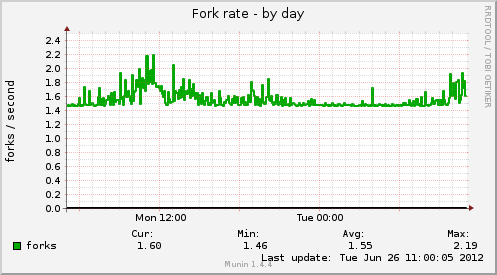 Fork rate - by day
RRDTOOL / TOBI OETIKER
forks / second
2.4
2.2
2.0
1.8
1.6
1.4
1.2
1.0
0.8
0.6
0.4
0.2
0.0
Mon 12:00 Tue 00:00
Cur: Min: Avg: Max:
forks 1.60 1.46 1.55 2.19
Last update: Tue Jun 26 11:00:05 2012
Munin 1.4.4